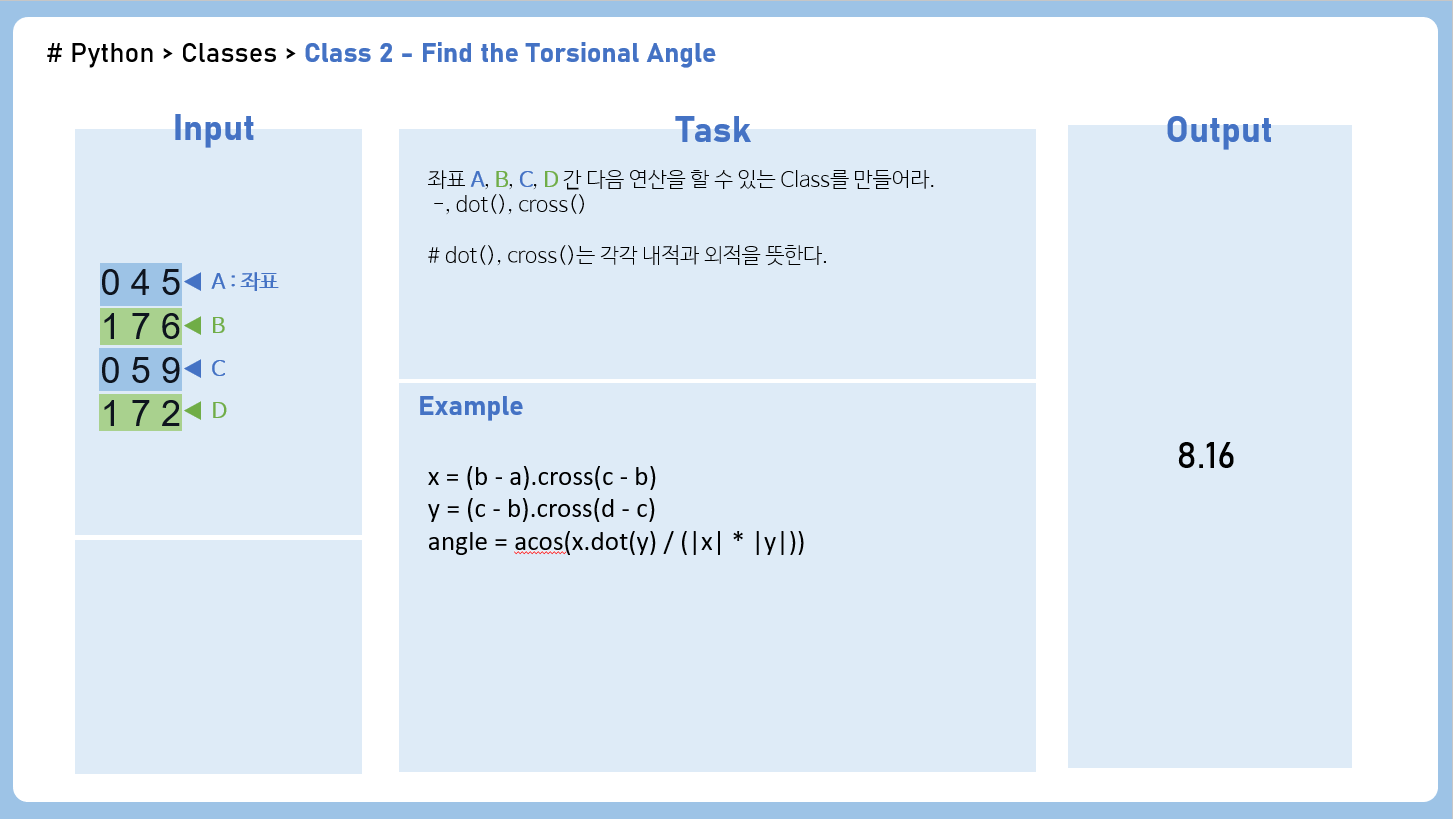 # Python > Classes > Class 2 - Find the Torsional Angle
Input
0 4 5 A : 좌표
1 7 6 B
0 5 9 C
1 7 2 D
Task
좌표 A, B, C, D 간 다음 연산을 할 수 있는 Class를 만들어라.
-, dot(), cross()
# dot(), cross()는 각각 내적과 외적을 뜻한다.
Example
x = (b - a).cross(c - b)
y = (c - b).cross(d - c)
angle = acos(x.dot(y) / (|x| * |y|))
Output
8.16